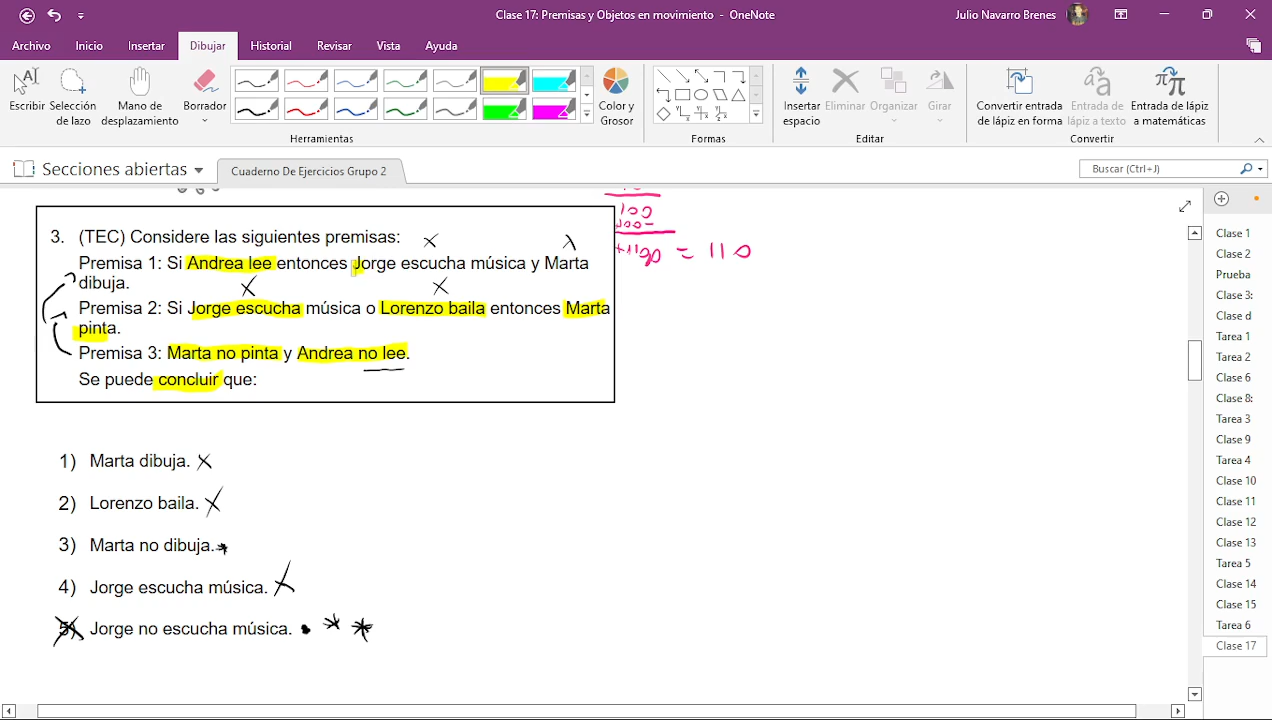 Clase 17: Premisas y Objetos en movimiento - OneNote
Julio Navarro Brenes
Archivo Inicio Insertar Dibujar Historial Revisar Vista Ayuda
Escribir Selección de lazo Mano de desplazamiento Borrador
Color y Grosor
Insertar espacio Eliminar Organizar Girar
Convertir entrada de lápiz en forma Entrada de lápiz a texto Entrada de lápiz a matemáticas
Herramientas Formas Editar Convertir
Secciones abiertas Cuaderno De Ejercicios Grupo 2
Buscar (Ctrl+J)
3. (TEC) Considere las siguientes premisas:
Premisa 1: Si Andrea lee entonces Jorge escucha música y Marta
dibuja.
Premisa 2: Si Jorge escucha música o Lorenzo baila entonces Marta
pinta.
Premisa 3: Marta no pinta y Andrea no lee.
Se puede concluir que:
= 110
1) Marta dibuja.
2) Lorenzo baila.
3) Marta no dibuja.
4) Jorge escucha música.
5) Jorge no escucha música.
Clase 1
Clase 2
Prueba
Clase 3:
Clase d
Tarea 1
Tarea 2
Clase 6
Clase 8:
Tarea 3
Clase 9
Tarea 4
Clase 10
Clase 11
Clase 12
Clase 13
Tarea 5
Clase 14
Clase 15
Tarea 6
Clase 17